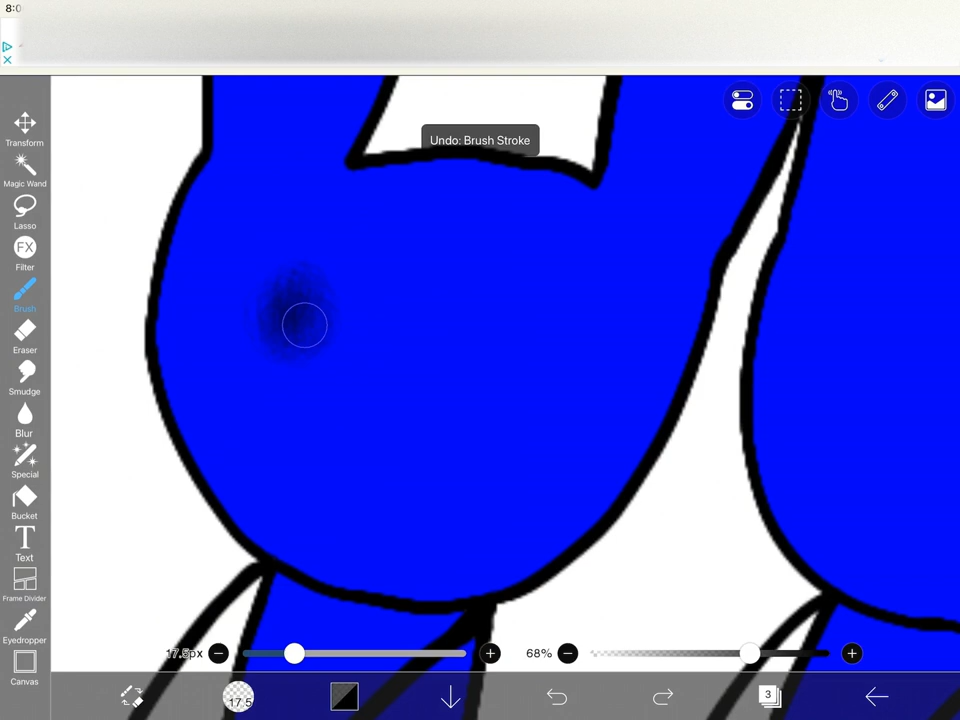 8:0
Undo: Brush Stroke
Transform
Magic Wand
Lasso
FX
Filter
Brush
Eraser
Smudge
Blur
Special
Bucket
T
Text
Frame Divider
Eyedropper
Canvas
17.5px
68%
17.5
3